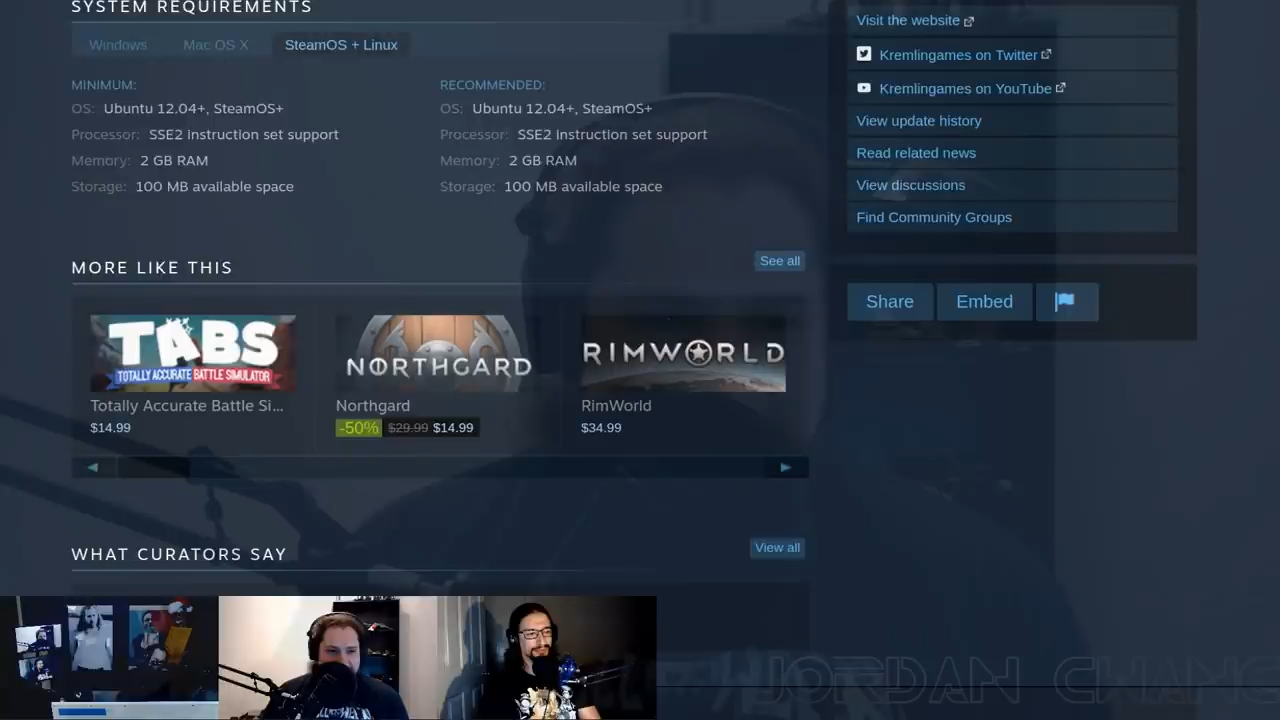 SYSTEM REQUIREMENTS
Windows
Mac OS X
SteamOS + Linux
MINIMUM:
OS: Ubuntu 12.04+, SteamOS+
Processor: SSE2 instruction set support
Memory: 2 GB RAM
Storage: 100 MB available space
RECOMMENDED:
OS: Ubuntu 12.04+, SteamOS+
Processor: SSE2 instruction set support
Memory: 2 GB RAM
Storage: 100 MB available space
MORE LIKE THIS
See all
TABS
TOTALLY ACCURATE BATTLE SIMULATOR
Totally Accurate Battle Si...
$14.99
NORTHGARD
Northgard
-50% $29.99 $14.99
RIMWORLD
RimWorld
$34.99
WHAT CURATORS SAY
View all
Visit the website
Kremlingames on Twitter
Kremlingames on YouTube
View update history
Read related news
View discussions
Find Community Groups
Share
Embed
JORDAN